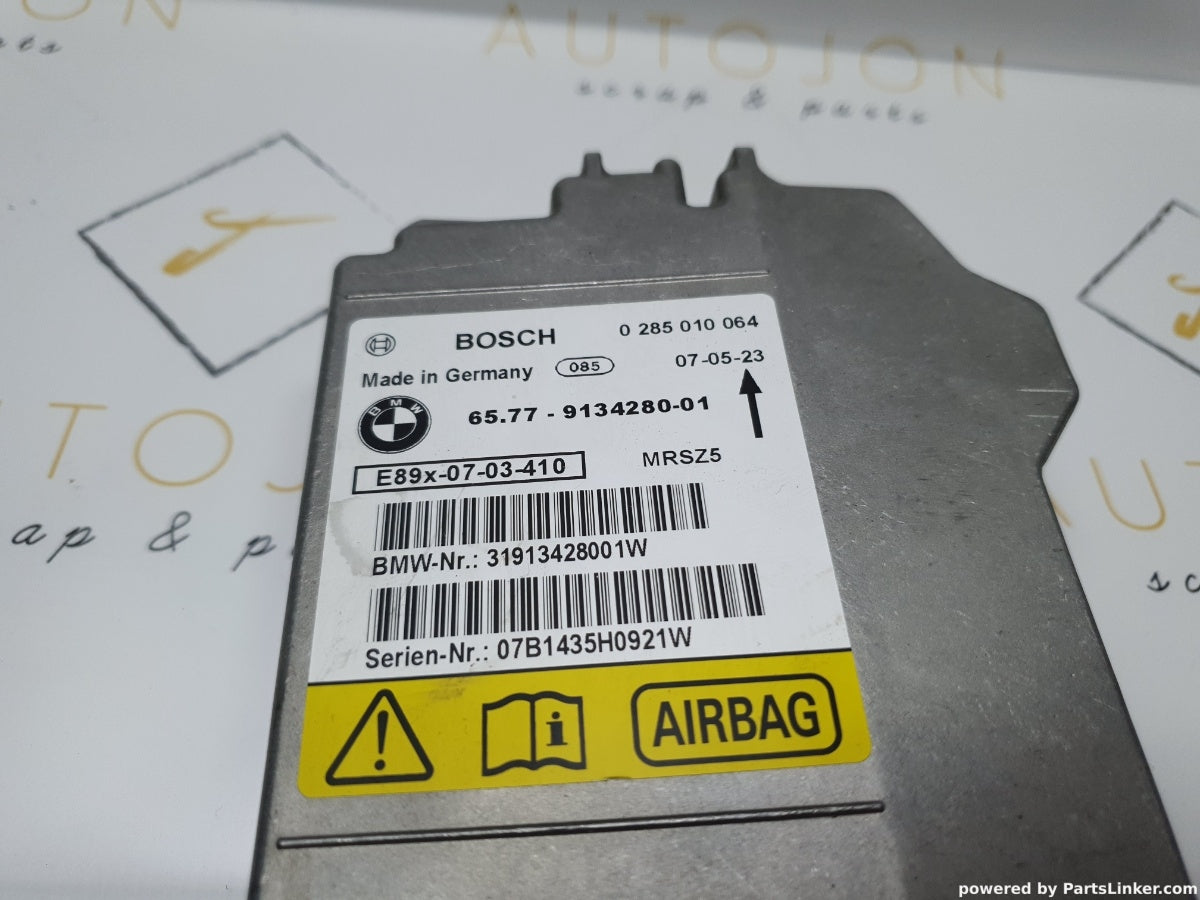 AUTOJON
scrap & parts
BOSCH 0 285 010 064
Made in Germany 085 07-05-23
BMW
65.77 - 9134280-01
E89x-07-03-410 MRSZ5
BMW-Nr.: 31913428001W
Serien-Nr.: 07B1435H0921W
AIRBAG
powered by PartsLinker.com